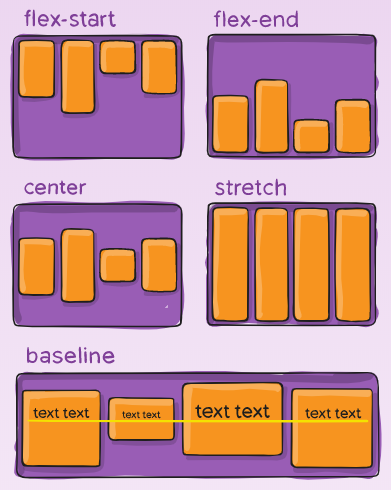 flex-start
flex-end
center
stretch
baseline
text text
text text
text text
text text